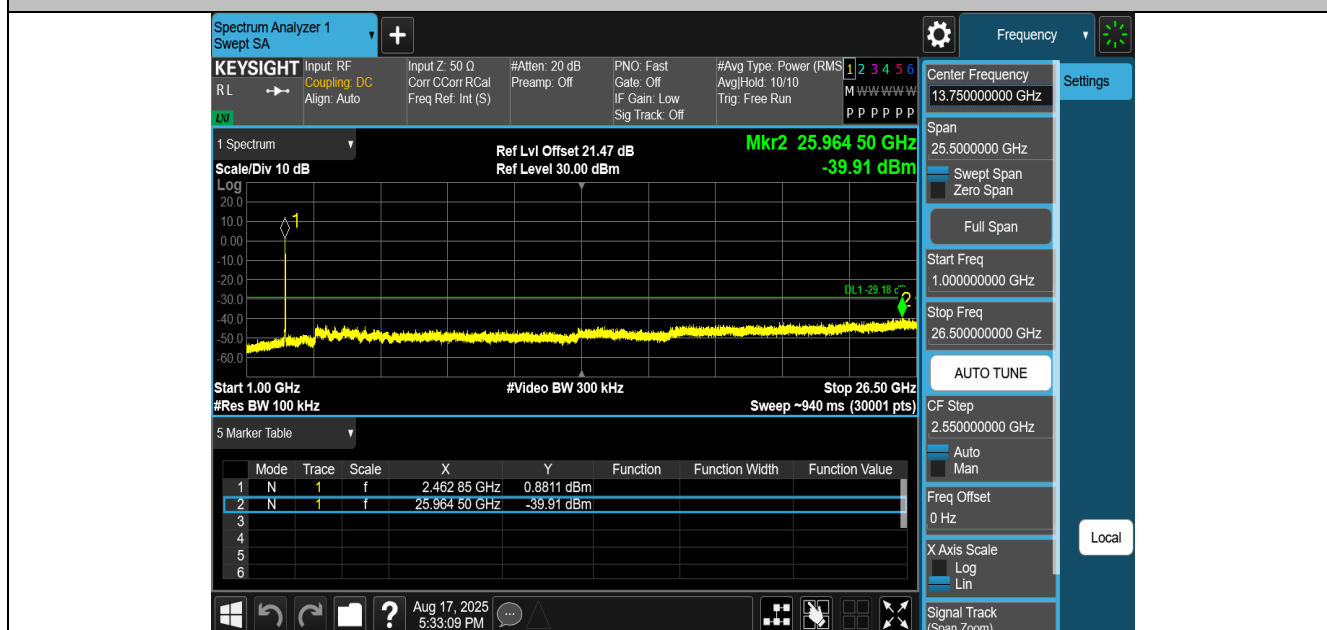 Spectrum Analyzer 1
Swept SA
+
Frequency
KEYSIGHT
RL
LXI
Input: RF
Coupling: DC
Align: Auto
Input Z: 50 Ω
Corr CCorr RCal
Freq Ref: Int (S)
#Atten: 20 dB
Preamp: Off
PNO: Fast
Gate: Off
IF Gain: Low
Sig Track: Off
#Avg Type: Power (RMS
Avg|Hold: 10/10
Trig: Free Run
1 2 3 4 5 6
M W W W W W
P P P P P P
1 Spectrum
Scale/Div 10 dB
Ref Lvl Offset 21.47 dB
Ref Level 30.00 dBm
Mkr2 25.964 50 GHz
-39.91 dBm
Log
20.0
10.0
0.00
-10.0
-20.0
-30.0
-40.0
-50.0
-60.0
1
DL1 -29.18
2
Start 1.00 GHz
#Video BW 300 kHz
Stop 26.50 GHz
#Res BW 100 kHz
Sweep ~940 ms (30001 pts)
5 Marker Table
Mode Trace Scale X Y Function Function Width Function Value
1 N 1 f 2.462 85 GHz 0.8811 dBm
2 N 1 f 25.964 50 GHz -39.91 dBm
3
4
5
6
Aug 17, 2025
5:33:09 PM
?
Center Frequency
13.750000000 GHz
Span
25.5000000 GHz
Swept Span
Zero Span
Full Span
Start Freq
1.000000000 GHz
Stop Freq
26.500000000 GHz
AUTO TUNE
CF Step
2.550000000 GHz
Auto
Man
Freq Offset
0 Hz
X Axis Scale
Log
Lin
Signal Track
(Span Zoom)
Settings
Local